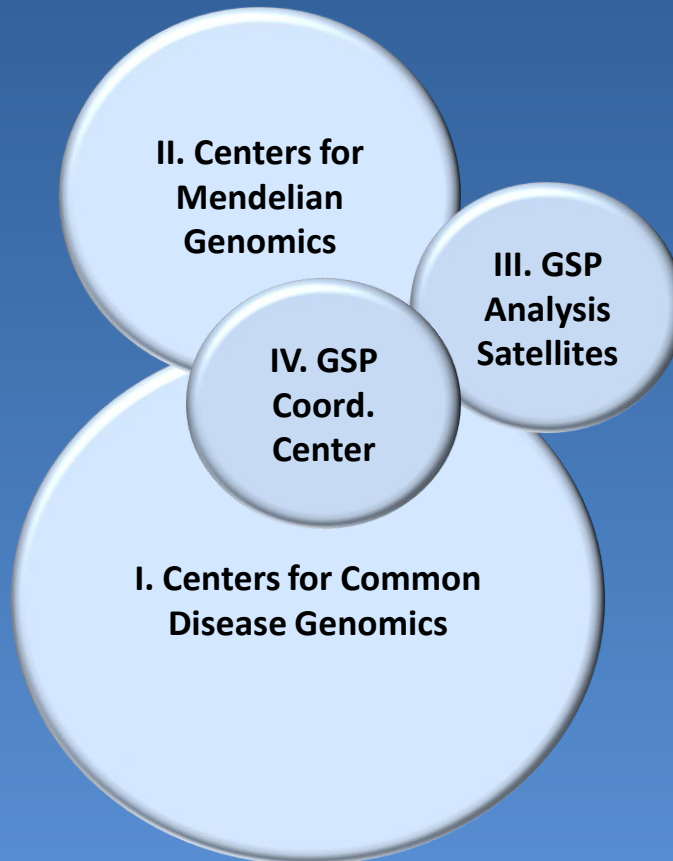 II. Centers for
Mendelian
Genomics
III. GSP
Analysis
Satellites
IV. GSP
Coord.
Center
I. Centers for Common
Disease Genomics